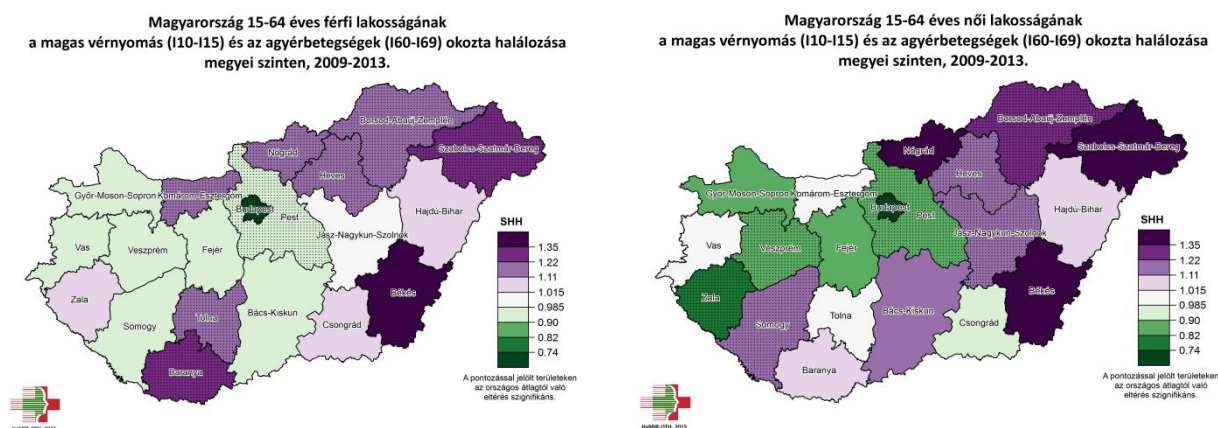 Magyarország 15-64 éves férfi lakosságának
a magas vérnyomás (I10-I15) és az agyérbetegségek (I60-I69) okozta halálozása
megyei szinten, 2009-2013.
Borsod-Abaúj-Zemplén
Szabolcs-Szatmár-Bereg
Nógrád
Heves
Győr-Moson-Sopron
Komárom-Esztergom
Budapest
Pest
Hajdú-Bihar
Jász-Nagykun-Szolnok
Vas
Veszprém
Fejér
Zala
Somogy
Tolna
Bács-Kiskun
Csongrád
Békés
Baranya
SHH
1.35
1.22
1.11
1.015
0.985
0.90
0.82
0.74
A pontozással jelölt területeken
az országos átlagtól való
eltérés szignifikáns.
HaMIR-OTH, 2015
Magyarország 15-64 éves női lakosságának
a magas vérnyomás (I10-I15) és az agyérbetegségek (I60-I69) okozta halálozása
megyei szinten, 2009-2013.
Borsod-Abaúj-Zemplén
Szabolcs-Szatmár-Bereg
Nógrád
Heves
Győr-Moson-Sopron
Komárom-Esztergom
Budapest
Pest
Hajdú-Bihar
Jász-Nagykun-Szolnok
Vas
Veszprém
Fejér
Zala
Somogy
Tolna
Bács-Kiskun
Csongrád
Békés
Baranya
SHH
1.35
1.22
1.11
1.015
0.985
0.90
0.82
0.74
A pontozással jelölt területeken
az országos átlagtól való
eltérés szignifikáns.
HaMIR-OTH, 2015